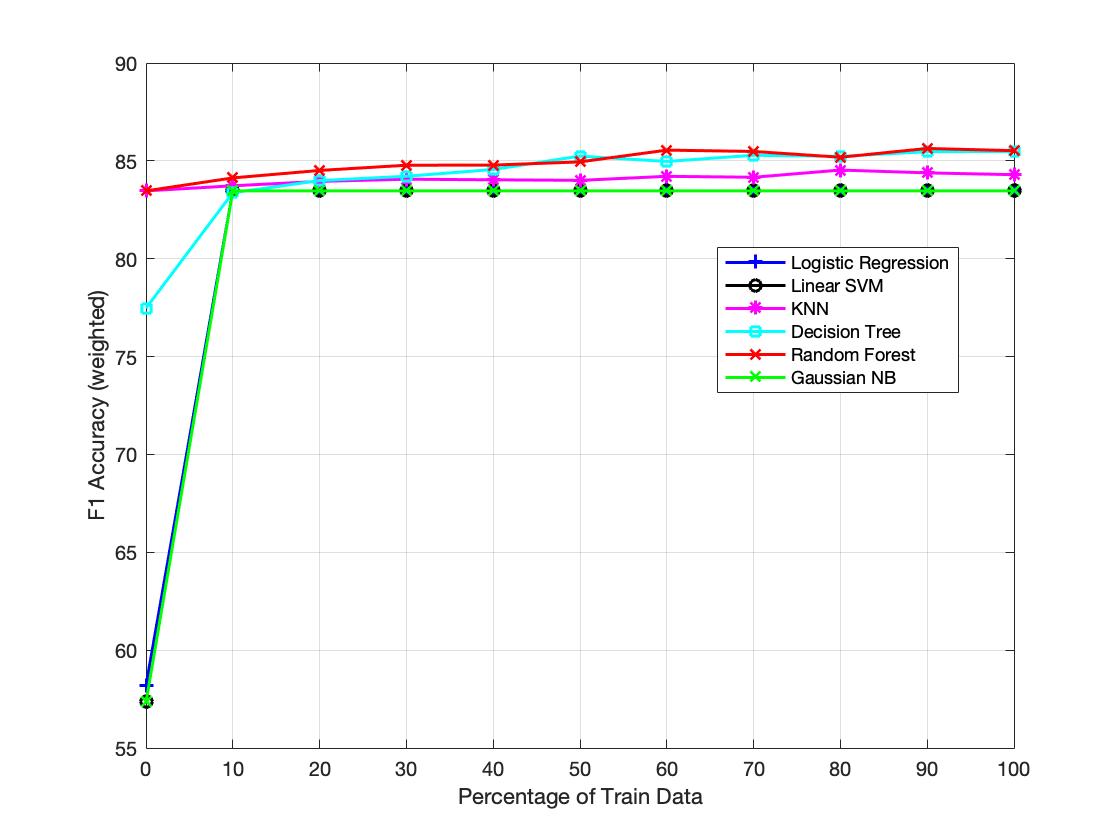 90
85
80
75
70
65
60
55
F1 Accuracy (weighted)
Logistic Regression
Linear SVM
KNN
Decision Tree
Random Forest
Gaussian NB
0 10 20 30 40 50 60 70 80 90 100
Percentage of Train Data